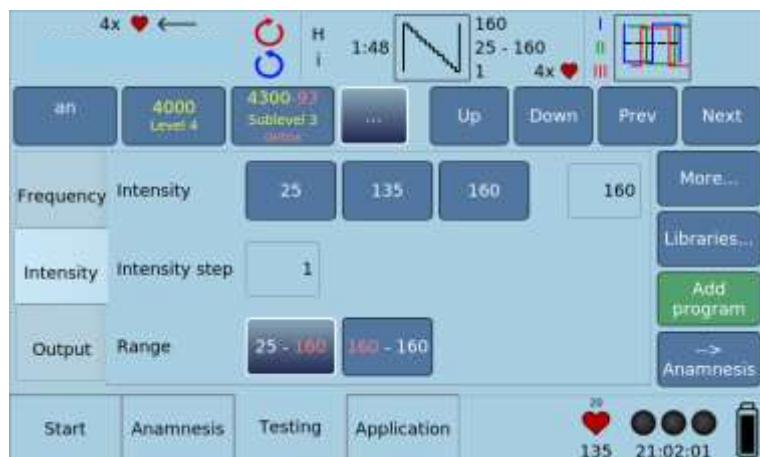 4x
H
i
1:48
160
25 - 160
1
4x
I
II
III
an
4000
Level 4
4300-93
Sublevel 3
...
Up
Down
Prev
Next
Frequency
Intensity
25
135
160
160
More...
Libraries...
Intensity
Intensity step
1
Add
program
Output
Range
25 - 160
160 - 160
-->
Anamnesis
Start
Anamnesis
Testing
Application
20
135
21:02:01